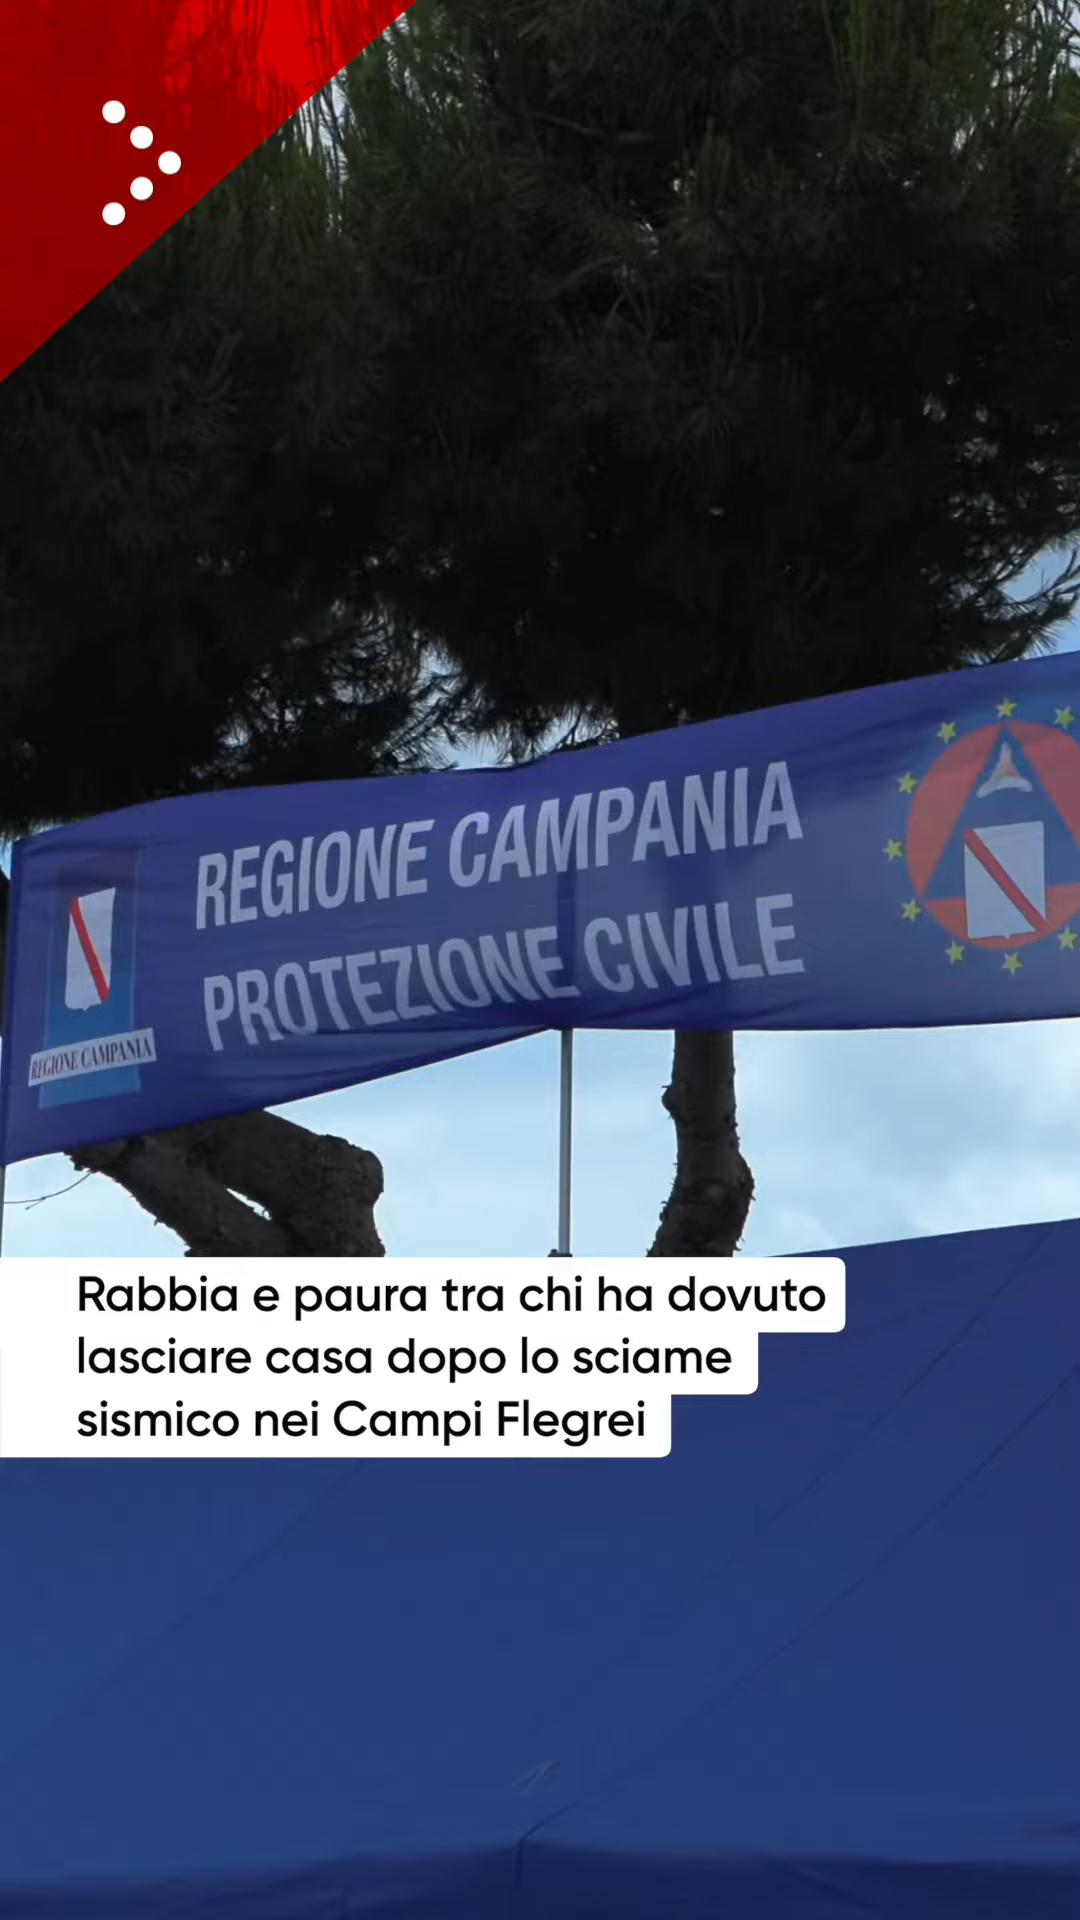 REGIONE CAMPANIA
PROTEZIONE CIVILE
REGIONE CAMPANIA
Rabbia e paura tra chi ha dovuto
lasciare casa dopo lo sciame
sismico nei Campi Flegrei